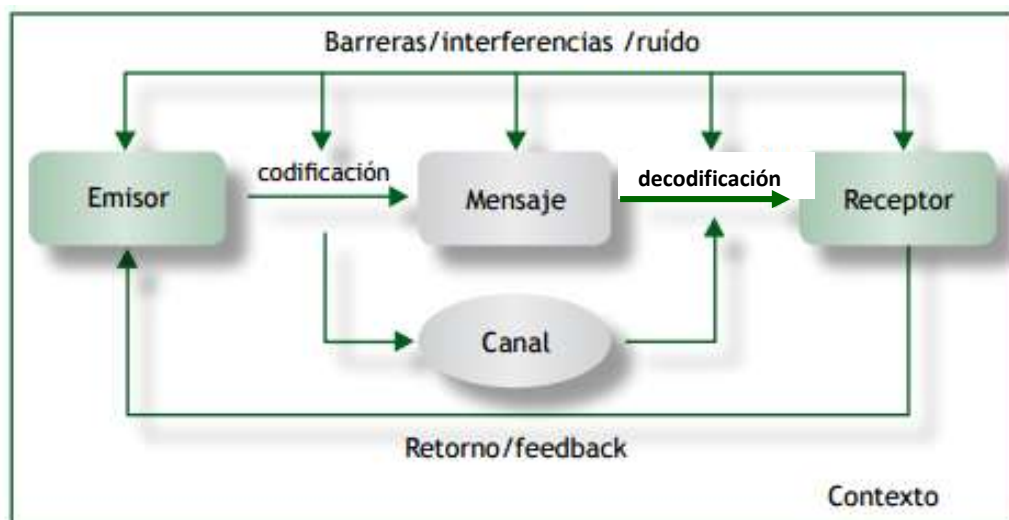 Barreras/interferencias /ruído
codificación
decodificación
Emisor
Mensaje
Receptor
Canal
Retorno/feedback
Contexto